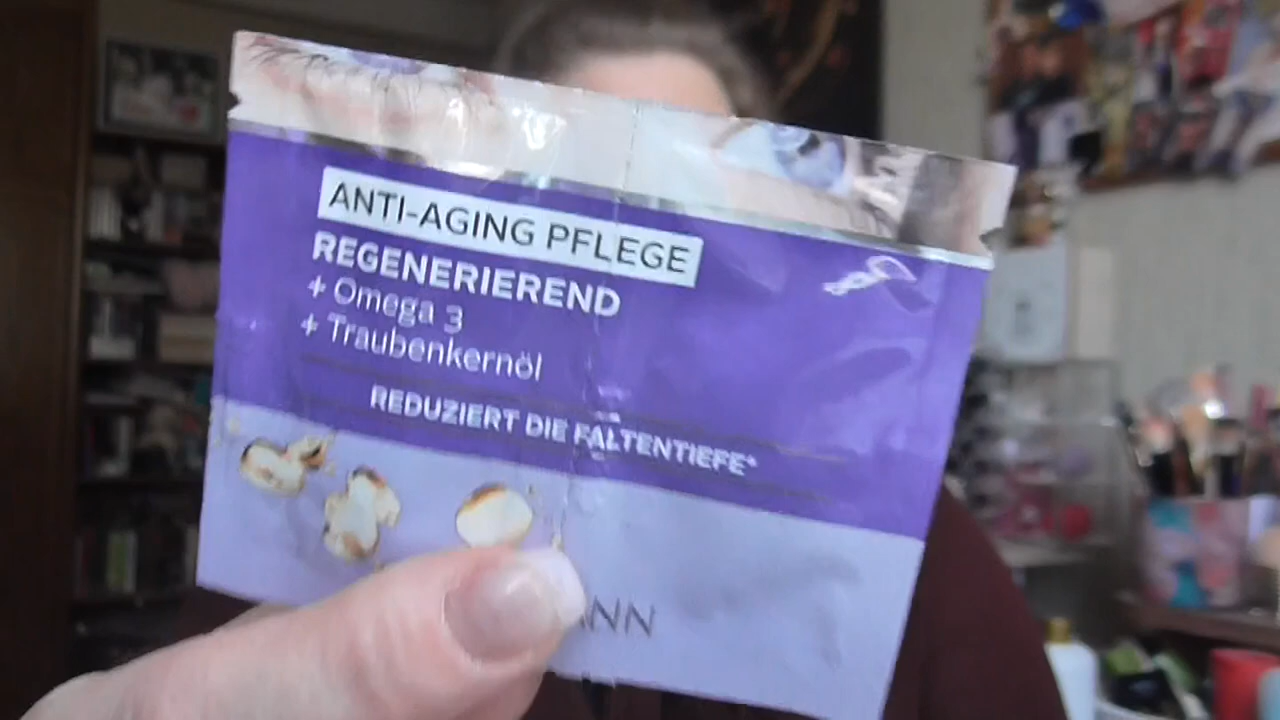 ANTI-AGING PFLEGE
REGENERIEREND
+ Omega 3
+ Traubenkernöl
REDUZIERT DIE FALTENTIEFE*